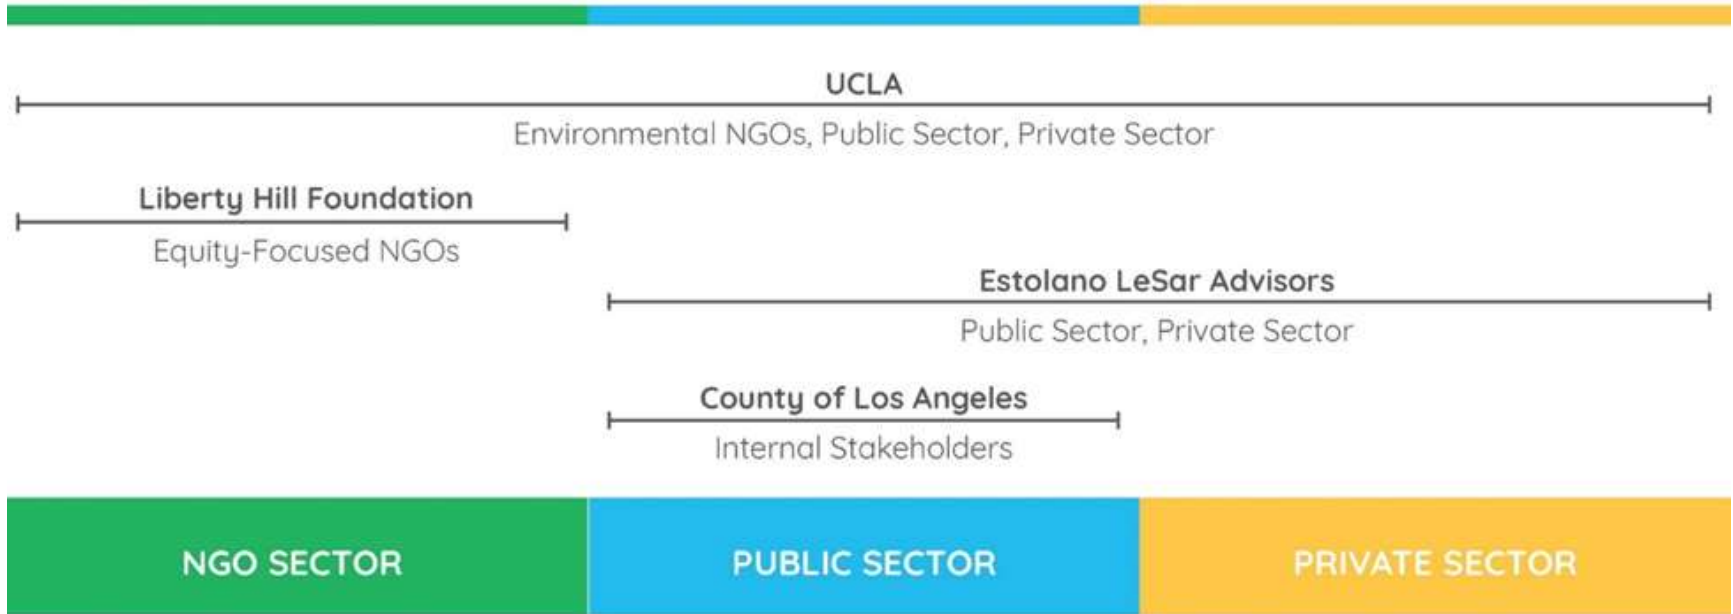 UCLA
Environmental NGOs, Public Sector, Private Sector
Liberty Hill Foundation
Equity-Focused NGOs
Estolano LeSar Advisors
Public Sector, Private Sector
County of Los Angeles
Internal Stakeholders
NGO SECTOR
PUBLIC SECTOR
PRIVATE SECTOR